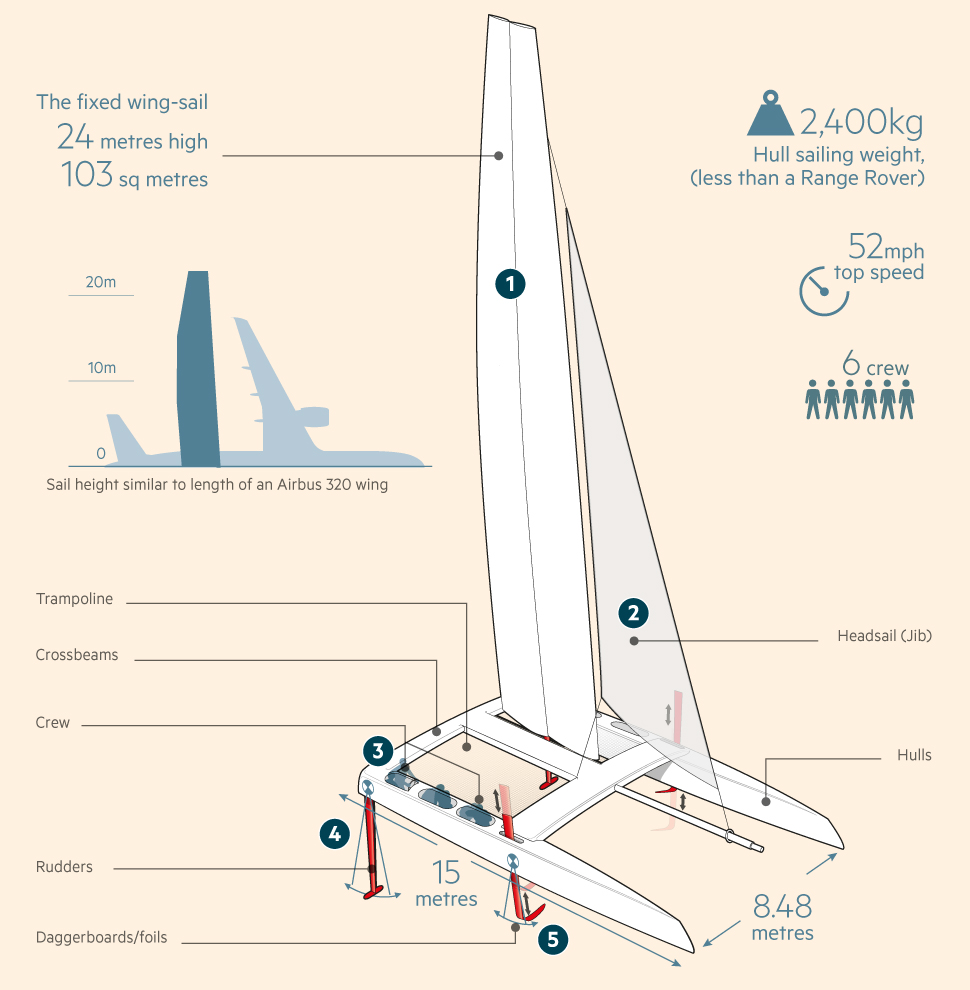 The fixed wing-sail
24 metres high
103 sq metres
2,400kg
Hull sailing weight,
(less than a Range Rover)
52mph
top speed
6 crew
1
20m
10m
0
Sail height similar to length of an Airbus 320 wing
Trampoline
2
Headsail (Jib)
Crossbeams
Crew
3
Hulls
4
Rudders
15
metres
8.48
metres
Daggerboards/foils
5